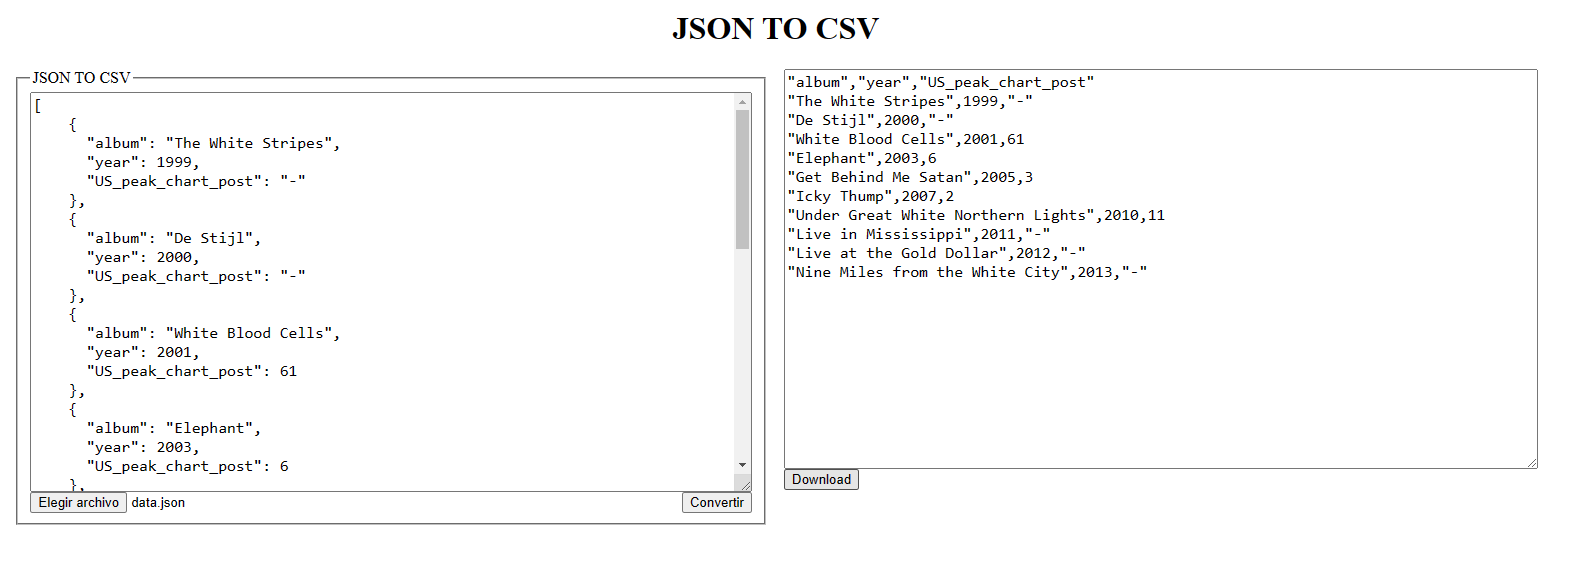 JSON TO CSV
JSON TO CSV
[
    {
      "album": "The White Stripes",
      "year": 1999,
      "US_peak_chart_post": "-"
    },
    {
      "album": "De Stijl",
      "year": 2000,
      "US_peak_chart_post": "-"
    },
    {
      "album": "White Blood Cells",
      "year": 2001,
      "US_peak_chart_post": 61
    },
    {
      "album": "Elephant",
      "year": 2003,
      "US_peak_chart_post": 6
    },
Elegir archivo data.json Convertir
"album","year","US_peak_chart_post"
"The White Stripes",1999,"-"
"De Stijl",2000,"-"
"White Blood Cells",2001,61
"Elephant",2003,6
"Get Behind Me Satan",2005,3
"Icky Thump",2007,2
"Under Great White Northern Lights",2010,11
"Live in Mississippi",2011,"-"
"Live at the Gold Dollar",2012,"-"
"Nine Miles from the White City",2013,"-"
Download